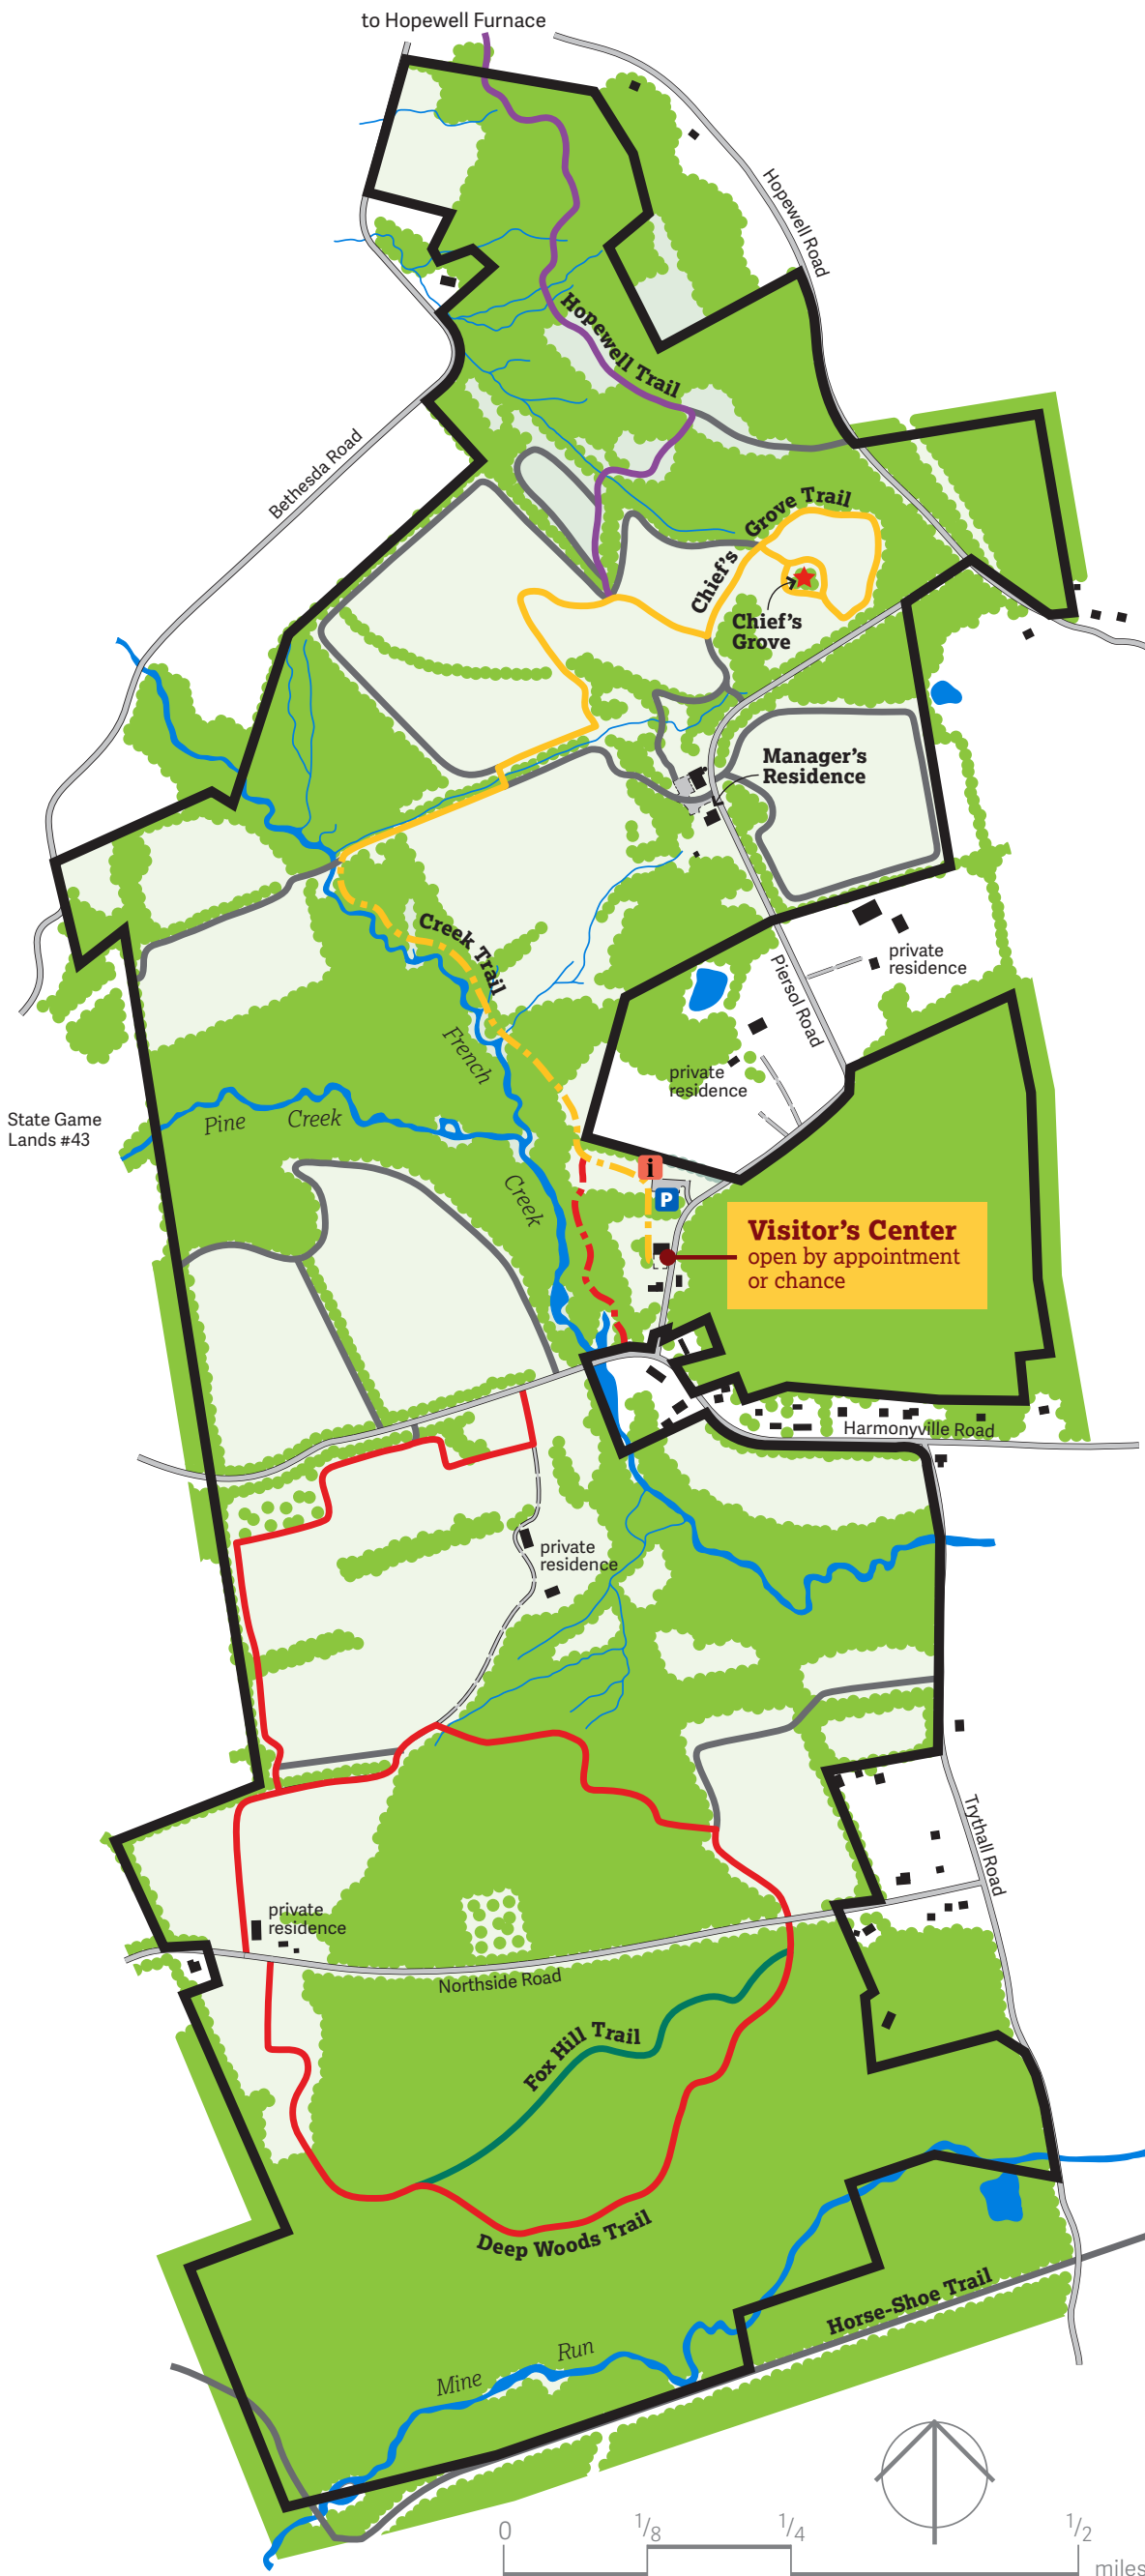 to Hopewell Furnace
Hopewell Road
Hopewell Trail
Bethesda Road
Chief's Grove Trail
Chief's
Grove
Manager's
Residence
Creek Trail
private
residence
Piersol Road
French
private
residence
State Game
Lands #43
Pine Creek
i
P
Creek
Visitor's Center
open by appointment
or chance
Harmonyville Road
private
residence
Trythall Road
private
residence
Northside Road
Fox Hill Trail
Deep Woods Trail
Horse-Shoe Trail
Mine Run
0 1/8 1/4 1/2
miles